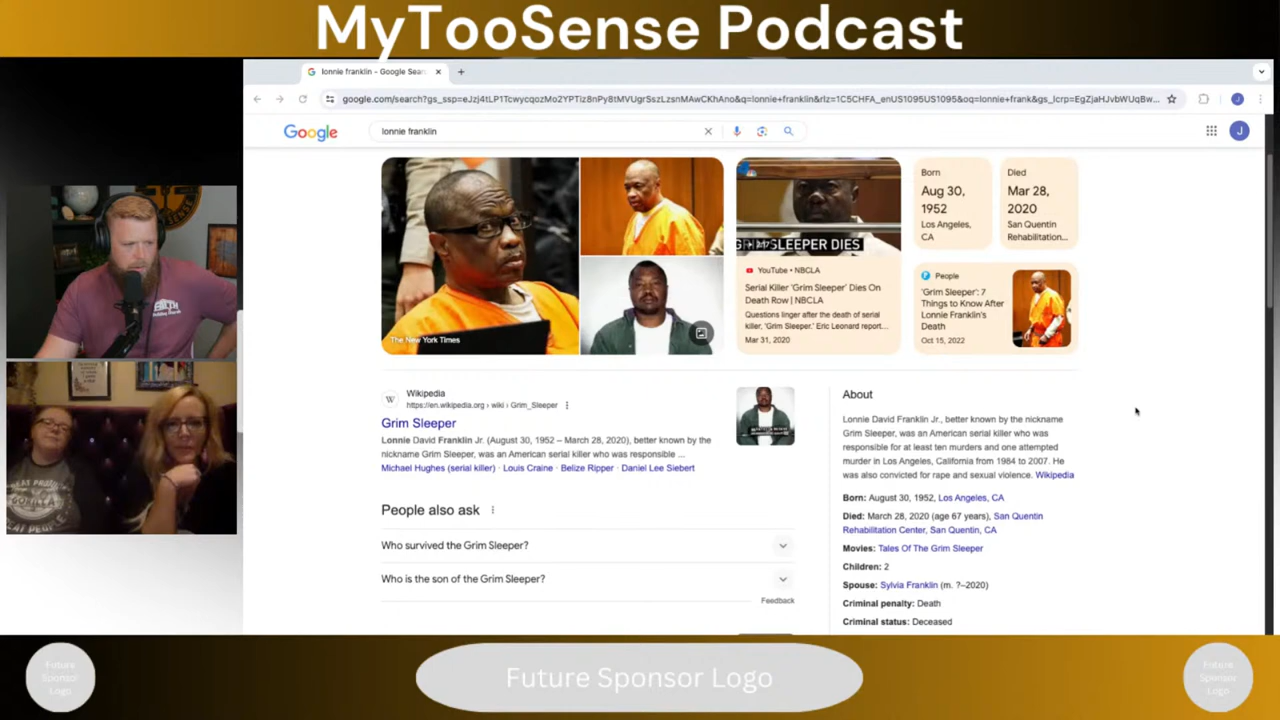 MyTooSense Podcast
lonnie franklin - Google Sear
google.com/search?gs_ssp=eJzj4tLP1TcwycqozMo2YPTiz8nPy8tMVUgrSszLzsnMAwCKhAno&q=lonnie+franklin&rlz=1C5CHFA_enUS1095US1095&oq=lonnie+frank&gs_lcrp=EgZjaHJvbWUqBw...
J
Google
lonnie franklin
J
The New York Times
SLEEPER DIES
YouTube • NBCLA
Serial Killer 'Grim Sleeper' Dies On
Death Row | NBCLA
Questions linger after the death of serial
killer, 'Grim Sleeper.' Eric Leonard report...
Mar 31, 2020
Born
Aug 30,
1952
Los Angeles,
CA
Died
Mar 28,
2020
San Quentin
Rehabilitation...
People
'Grim Sleeper': 7
Things to Know After
Lonnie Franklin's
Death
Oct 15, 2022
W
Wikipedia
https://en.wikipedia.org › wiki › Grim_Sleeper
Grim Sleeper
Lonnie David Franklin Jr. (August 30, 1952 – March 28, 2020), better known by the
nickname Grim Sleeper, was an American serial killer who was responsible ...
Michael Hughes (serial killer) · Louis Craine · Belize Ripper · Daniel Lee Siebert
People also ask
Who survived the Grim Sleeper?
Who is the son of the Grim Sleeper?
Feedback
About
Lonnie David Franklin Jr., better known by the nickname
Grim Sleeper, was an American serial killer who was
responsible for at least ten murders and one attempted
murder in Los Angeles, California from 1984 to 2007. He
was also convicted for rape and sexual violence. Wikipedia
Born: August 30, 1952, Los Angeles, CA
Died: March 28, 2020 (age 67 years), San Quentin
Rehabilitation Center, San Quentin, CA
Movies: Tales Of The Grim Sleeper
Children: 2
Spouse: Sylvia Franklin (m. ?–2020)
Criminal penalty: Death
Criminal status: Deceased
GORILLA
Future
Sponsor
Logo
Future Sponsor Logo
Future
Sponsor
Logo